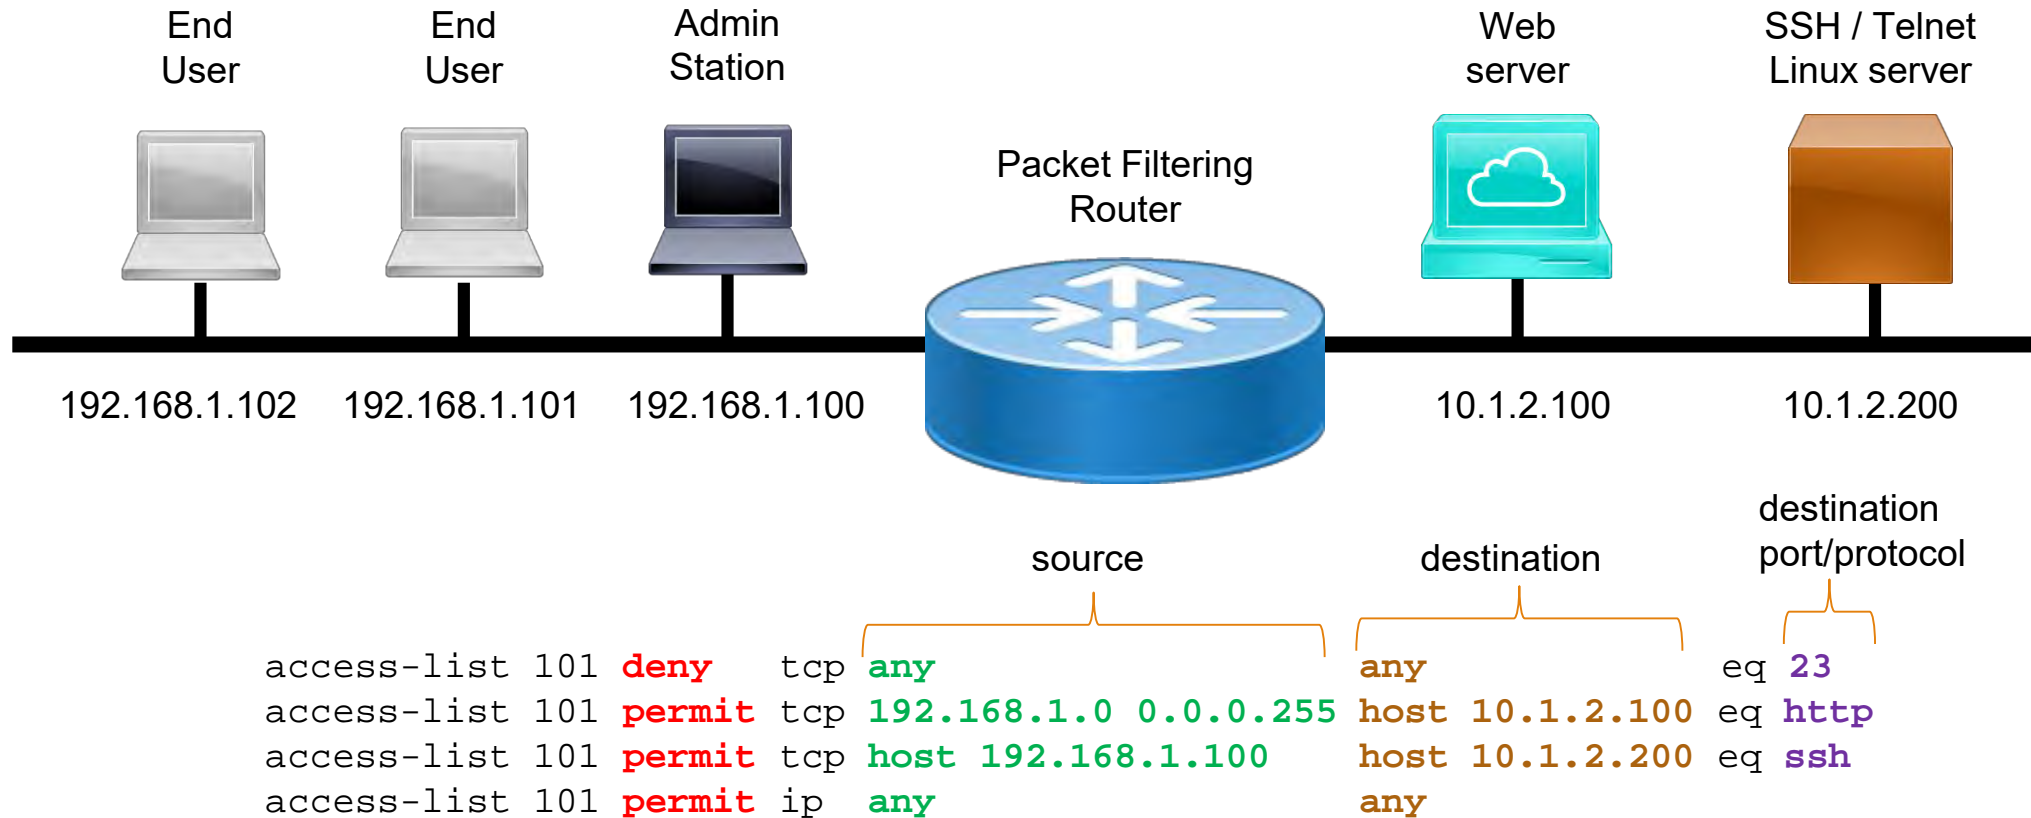 End
User
End
User
Admin
Station
Web
server
SSH / Telnet
Linux server
Packet Filtering
Router
192.168.1.102
192.168.1.101
192.168.1.100
10.1.2.100
10.1.2.200
source
destination
destination
port/protocol
access-list 101 deny tcp any any eq 23
access-list 101 permit tcp 192.168.1.0 0.0.0.255 host 10.1.2.100 eq http
access-list 101 permit tcp host 192.168.1.100 host 10.1.2.200 eq ssh
access-list 101 permit ip any any